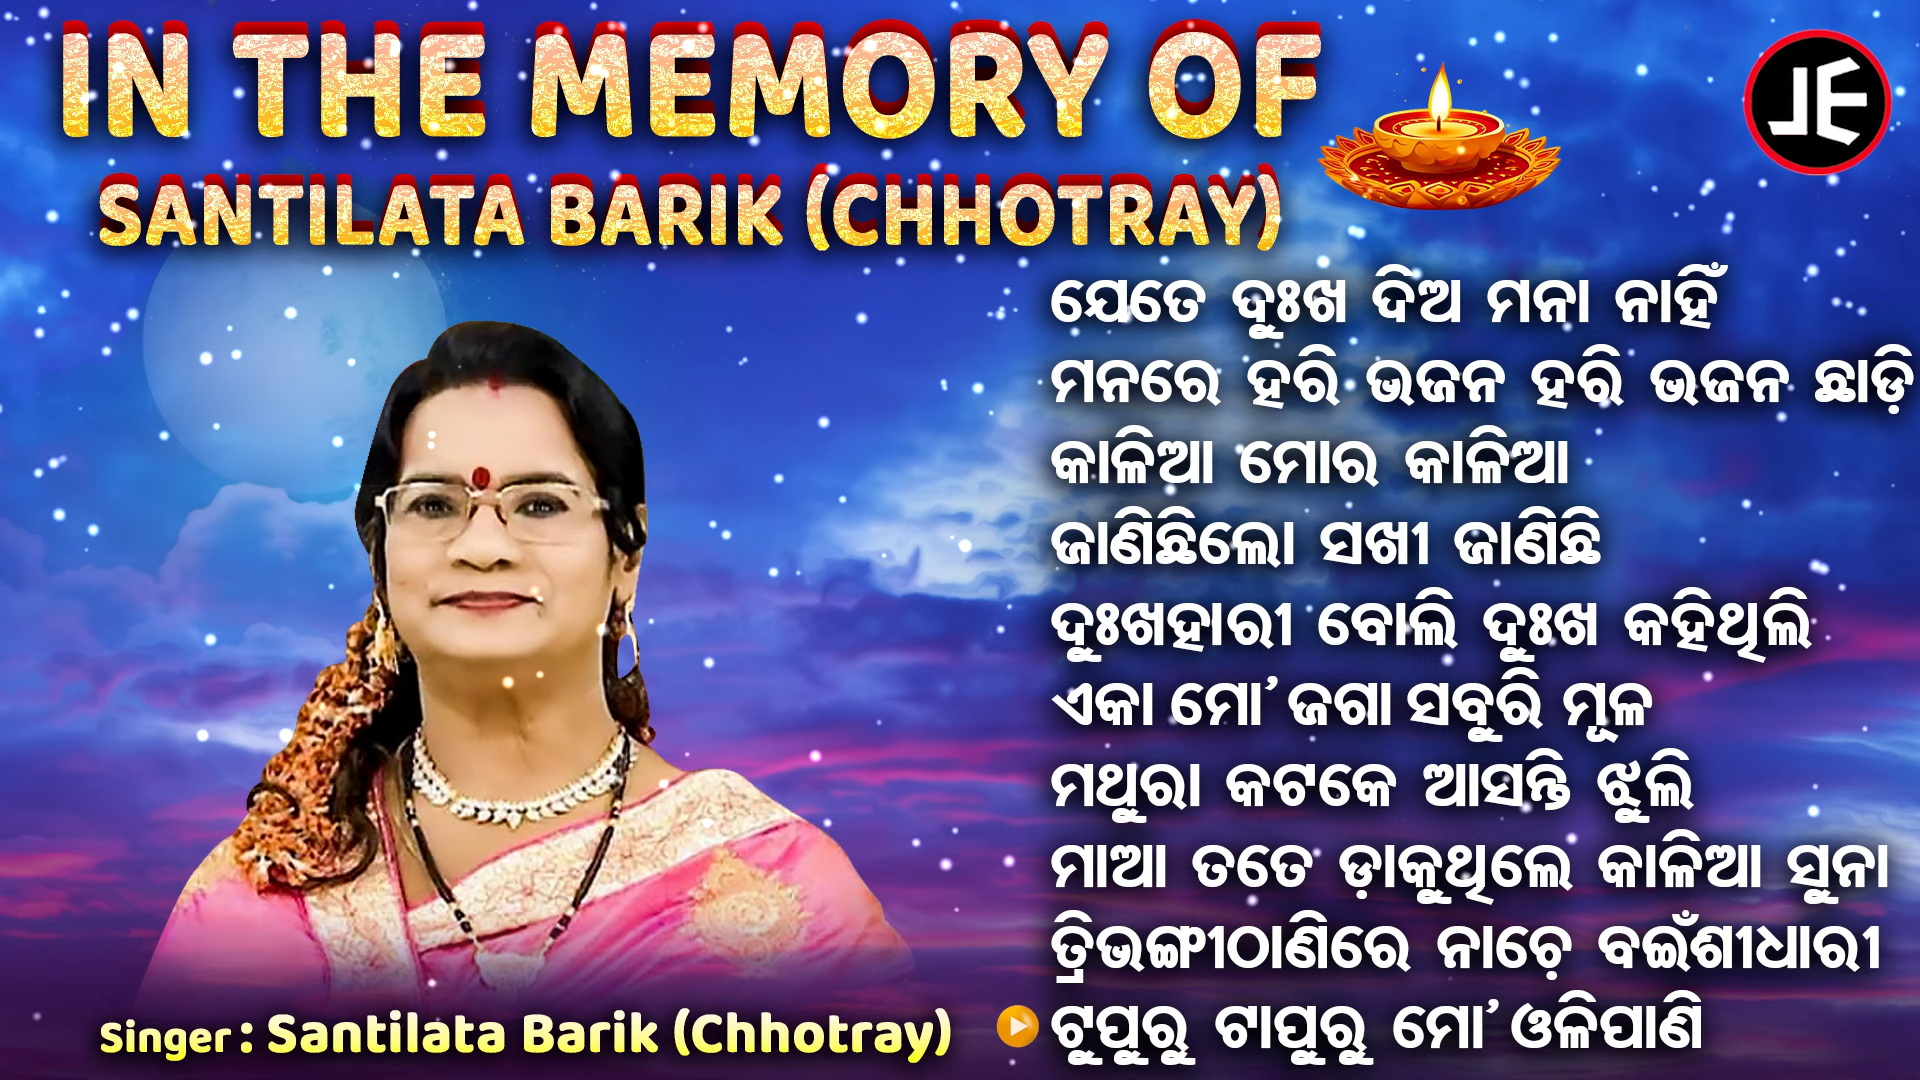 IN THE MEMORY OF
SANTILATA BARIK (CHHOTRAY)
JE
ଯେତେ ଦୁଃଖ ଦିଅ ମନା ନାହିଁ
ମନରେ ହରି ଭଜନ ହରି ଭଜନ ଛାଡ଼ି
କାଳିଆ ମୋର କାଳିଆ
ଜାଣିଛିଲୋ ସଖୀ ଜାଣିଛି
ଦୁଃଖହାରୀ ବୋଲି ଦୁଃଖ କହିଥିଲି
ଏକା ମୋ' ଜଗା ସବୁରି ମୂଳ
ମଥୁରା କଟକେ ଆସନ୍ତି ଝୁଲି
ମାଆ ତତେ ଡ଼ାକୁଥିଲେ କାଳିଆ ସୁନା
ତ୍ରିଭଙ୍ଗୀଠାଣିରେ ନାଚ଼େ ବଇଁଶୀଧାରୀ
ଟୁପୁରୁ ଟାପୁରୁ ମୋ' ଓଳିପାଣି
Singer : Santilata Barik (Chhotray)